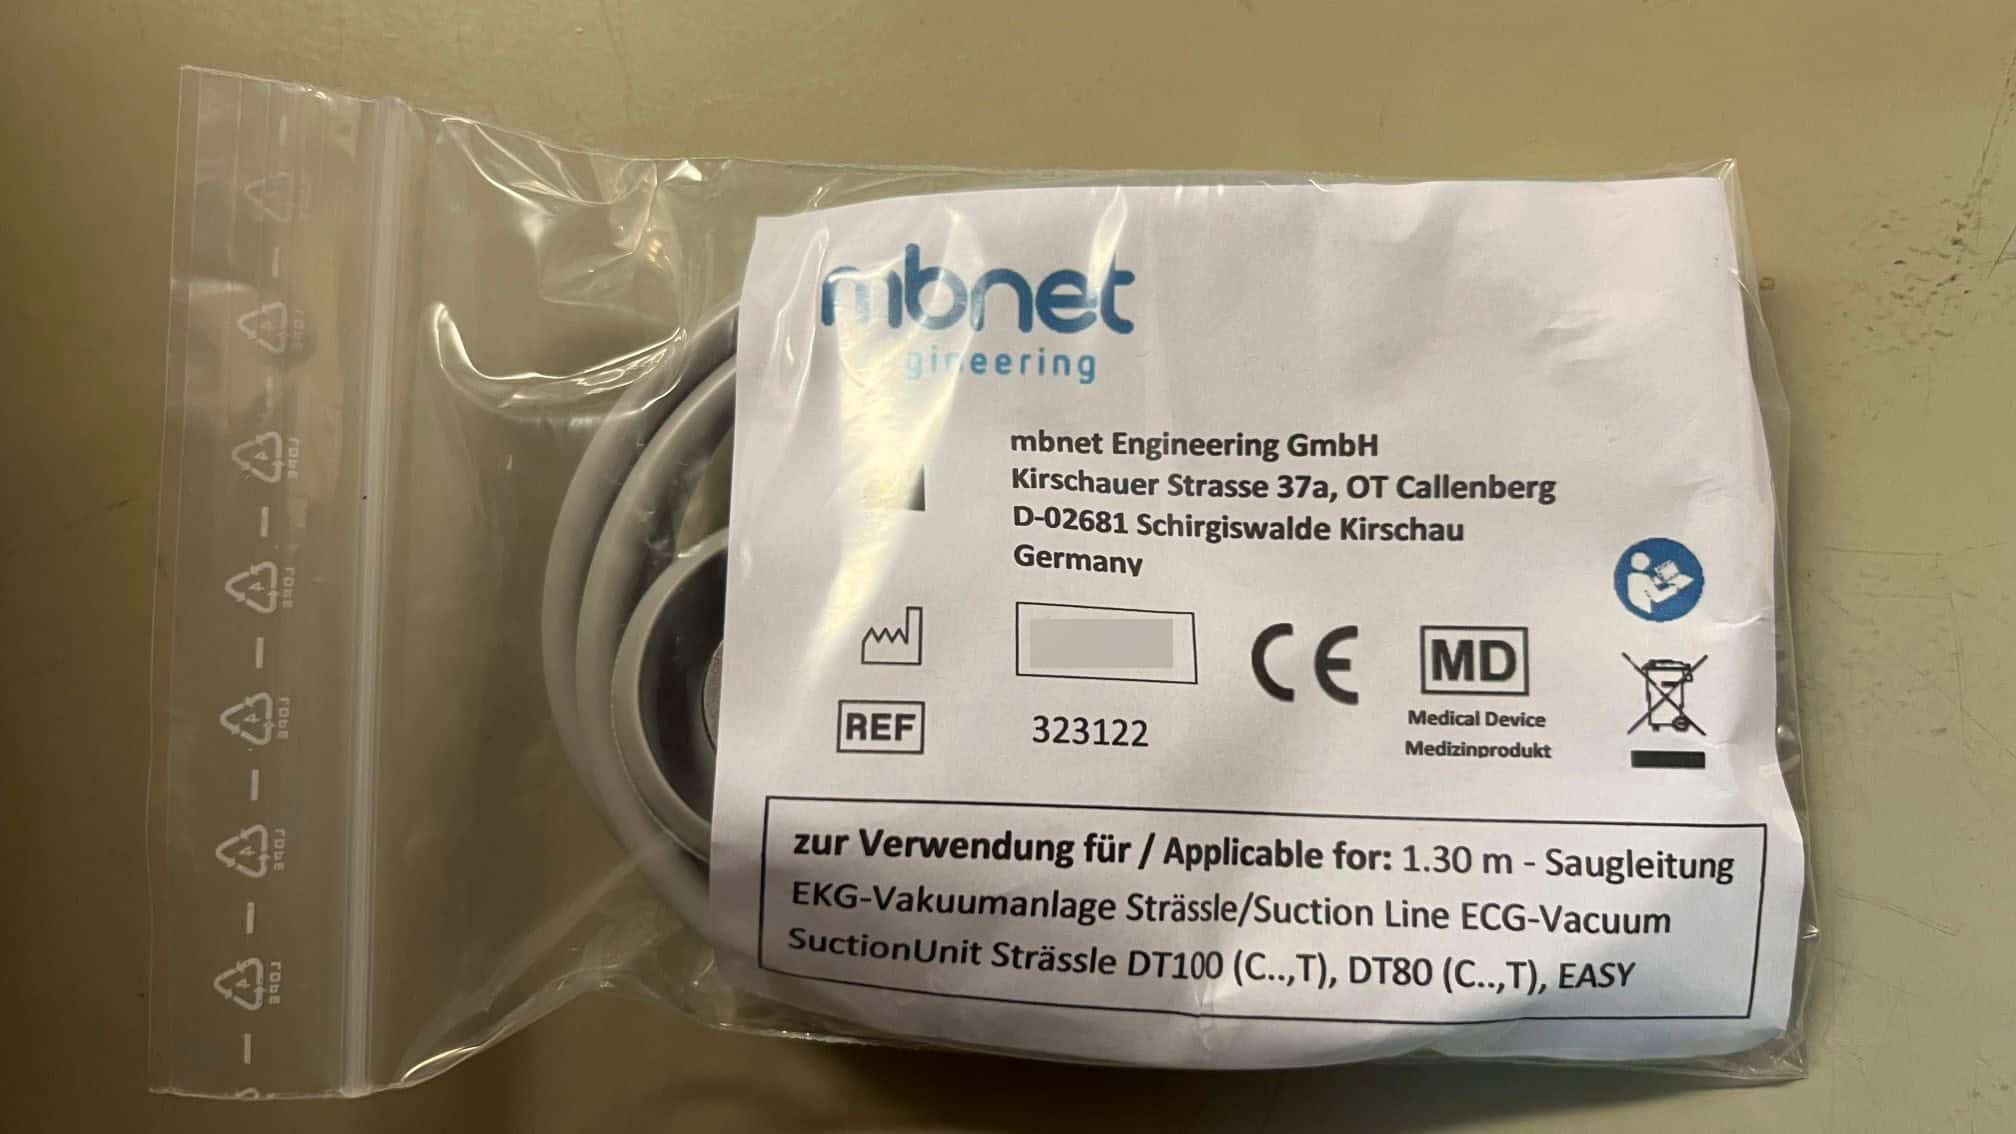 mbnet
gineering
mbnet Engineering GmbH
Kirschauer Strasse 37a, OT Callenberg
D-02681 Schirgiswalde Kirschau
Germany
CE
MD
Medical Device
Medizinprodukt
REF
323122
zur Verwendung für / Applicable for: 1.30 m - Saugleitung
EKG-Vakuumanlage Strässle/Suction Line ECG-Vacuum
SuctionUnit Strässle DT100 (C..,T), DT80 (C..,T), EASY